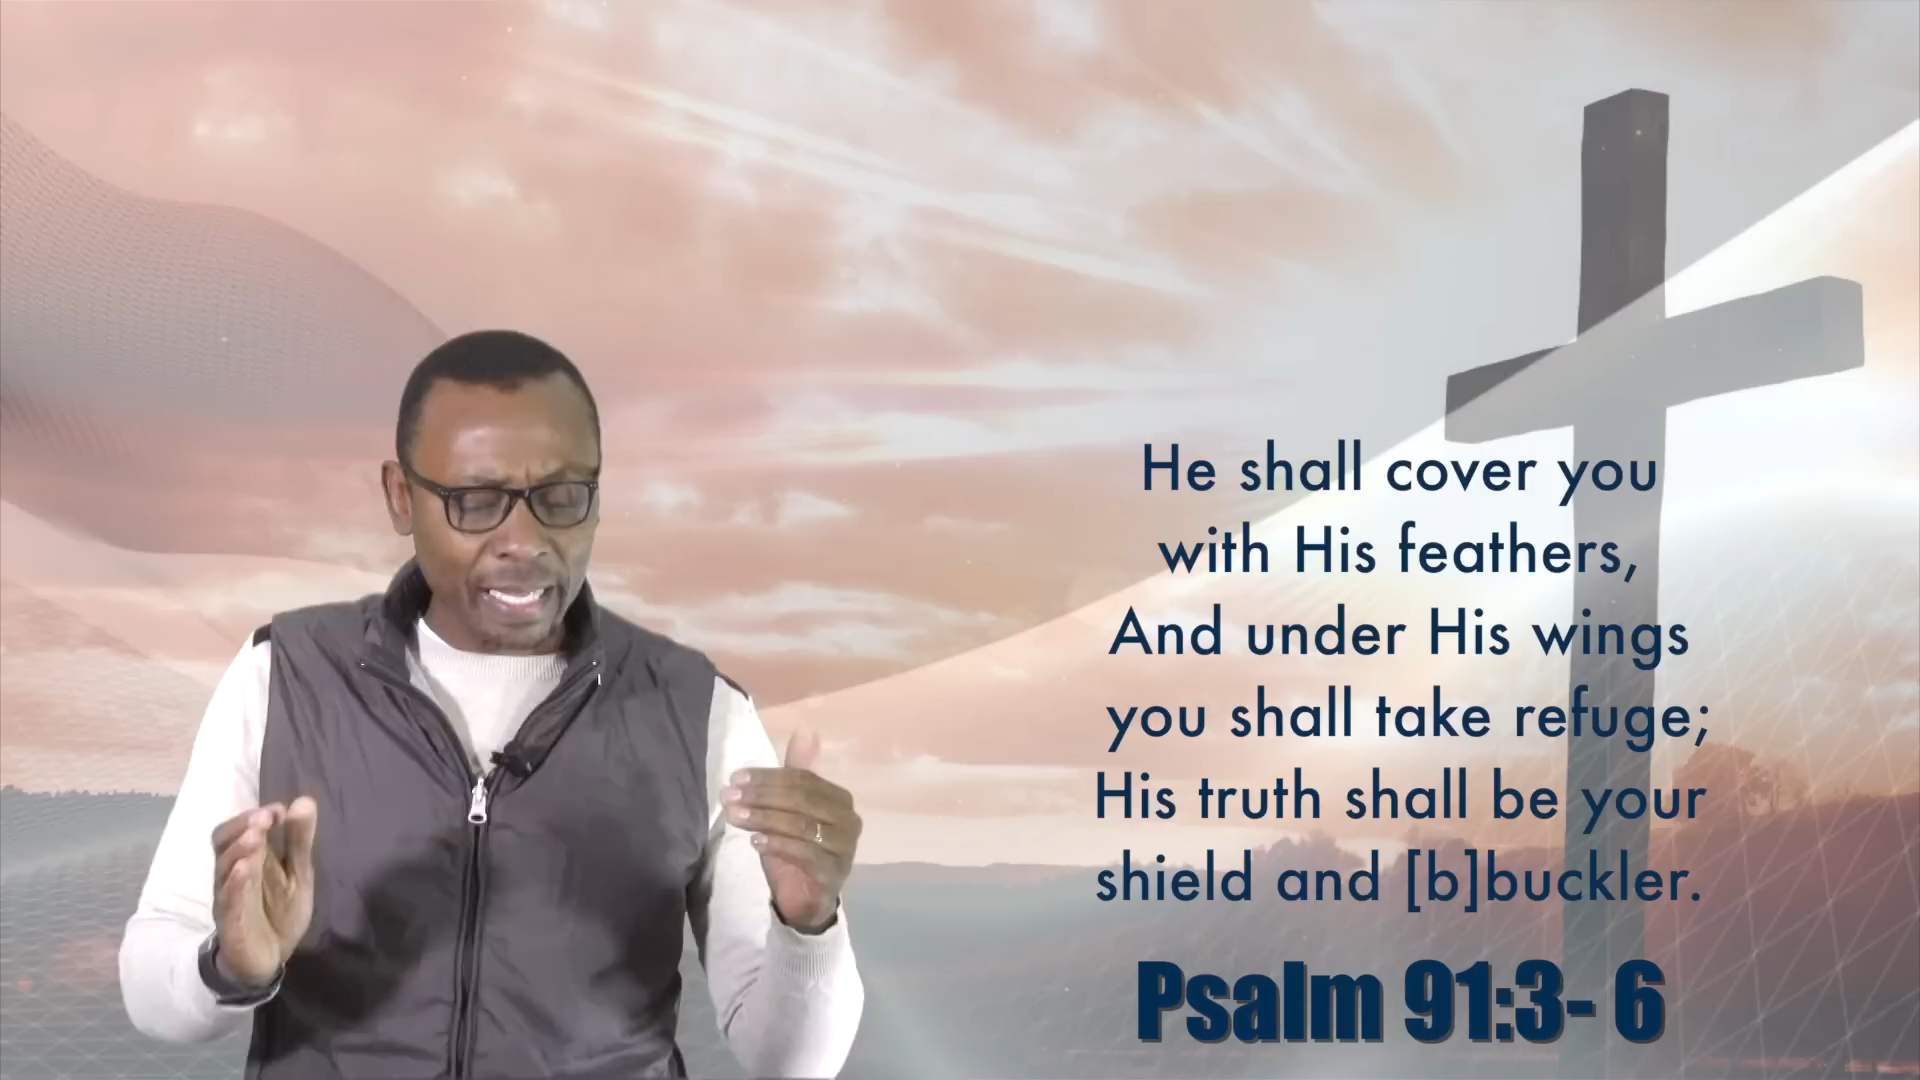 He shall cover you
with His feathers,
And under His wings
you shall take refuge;
His truth shall be your
shield and [b]buckler.
Psalm 91:3- 6